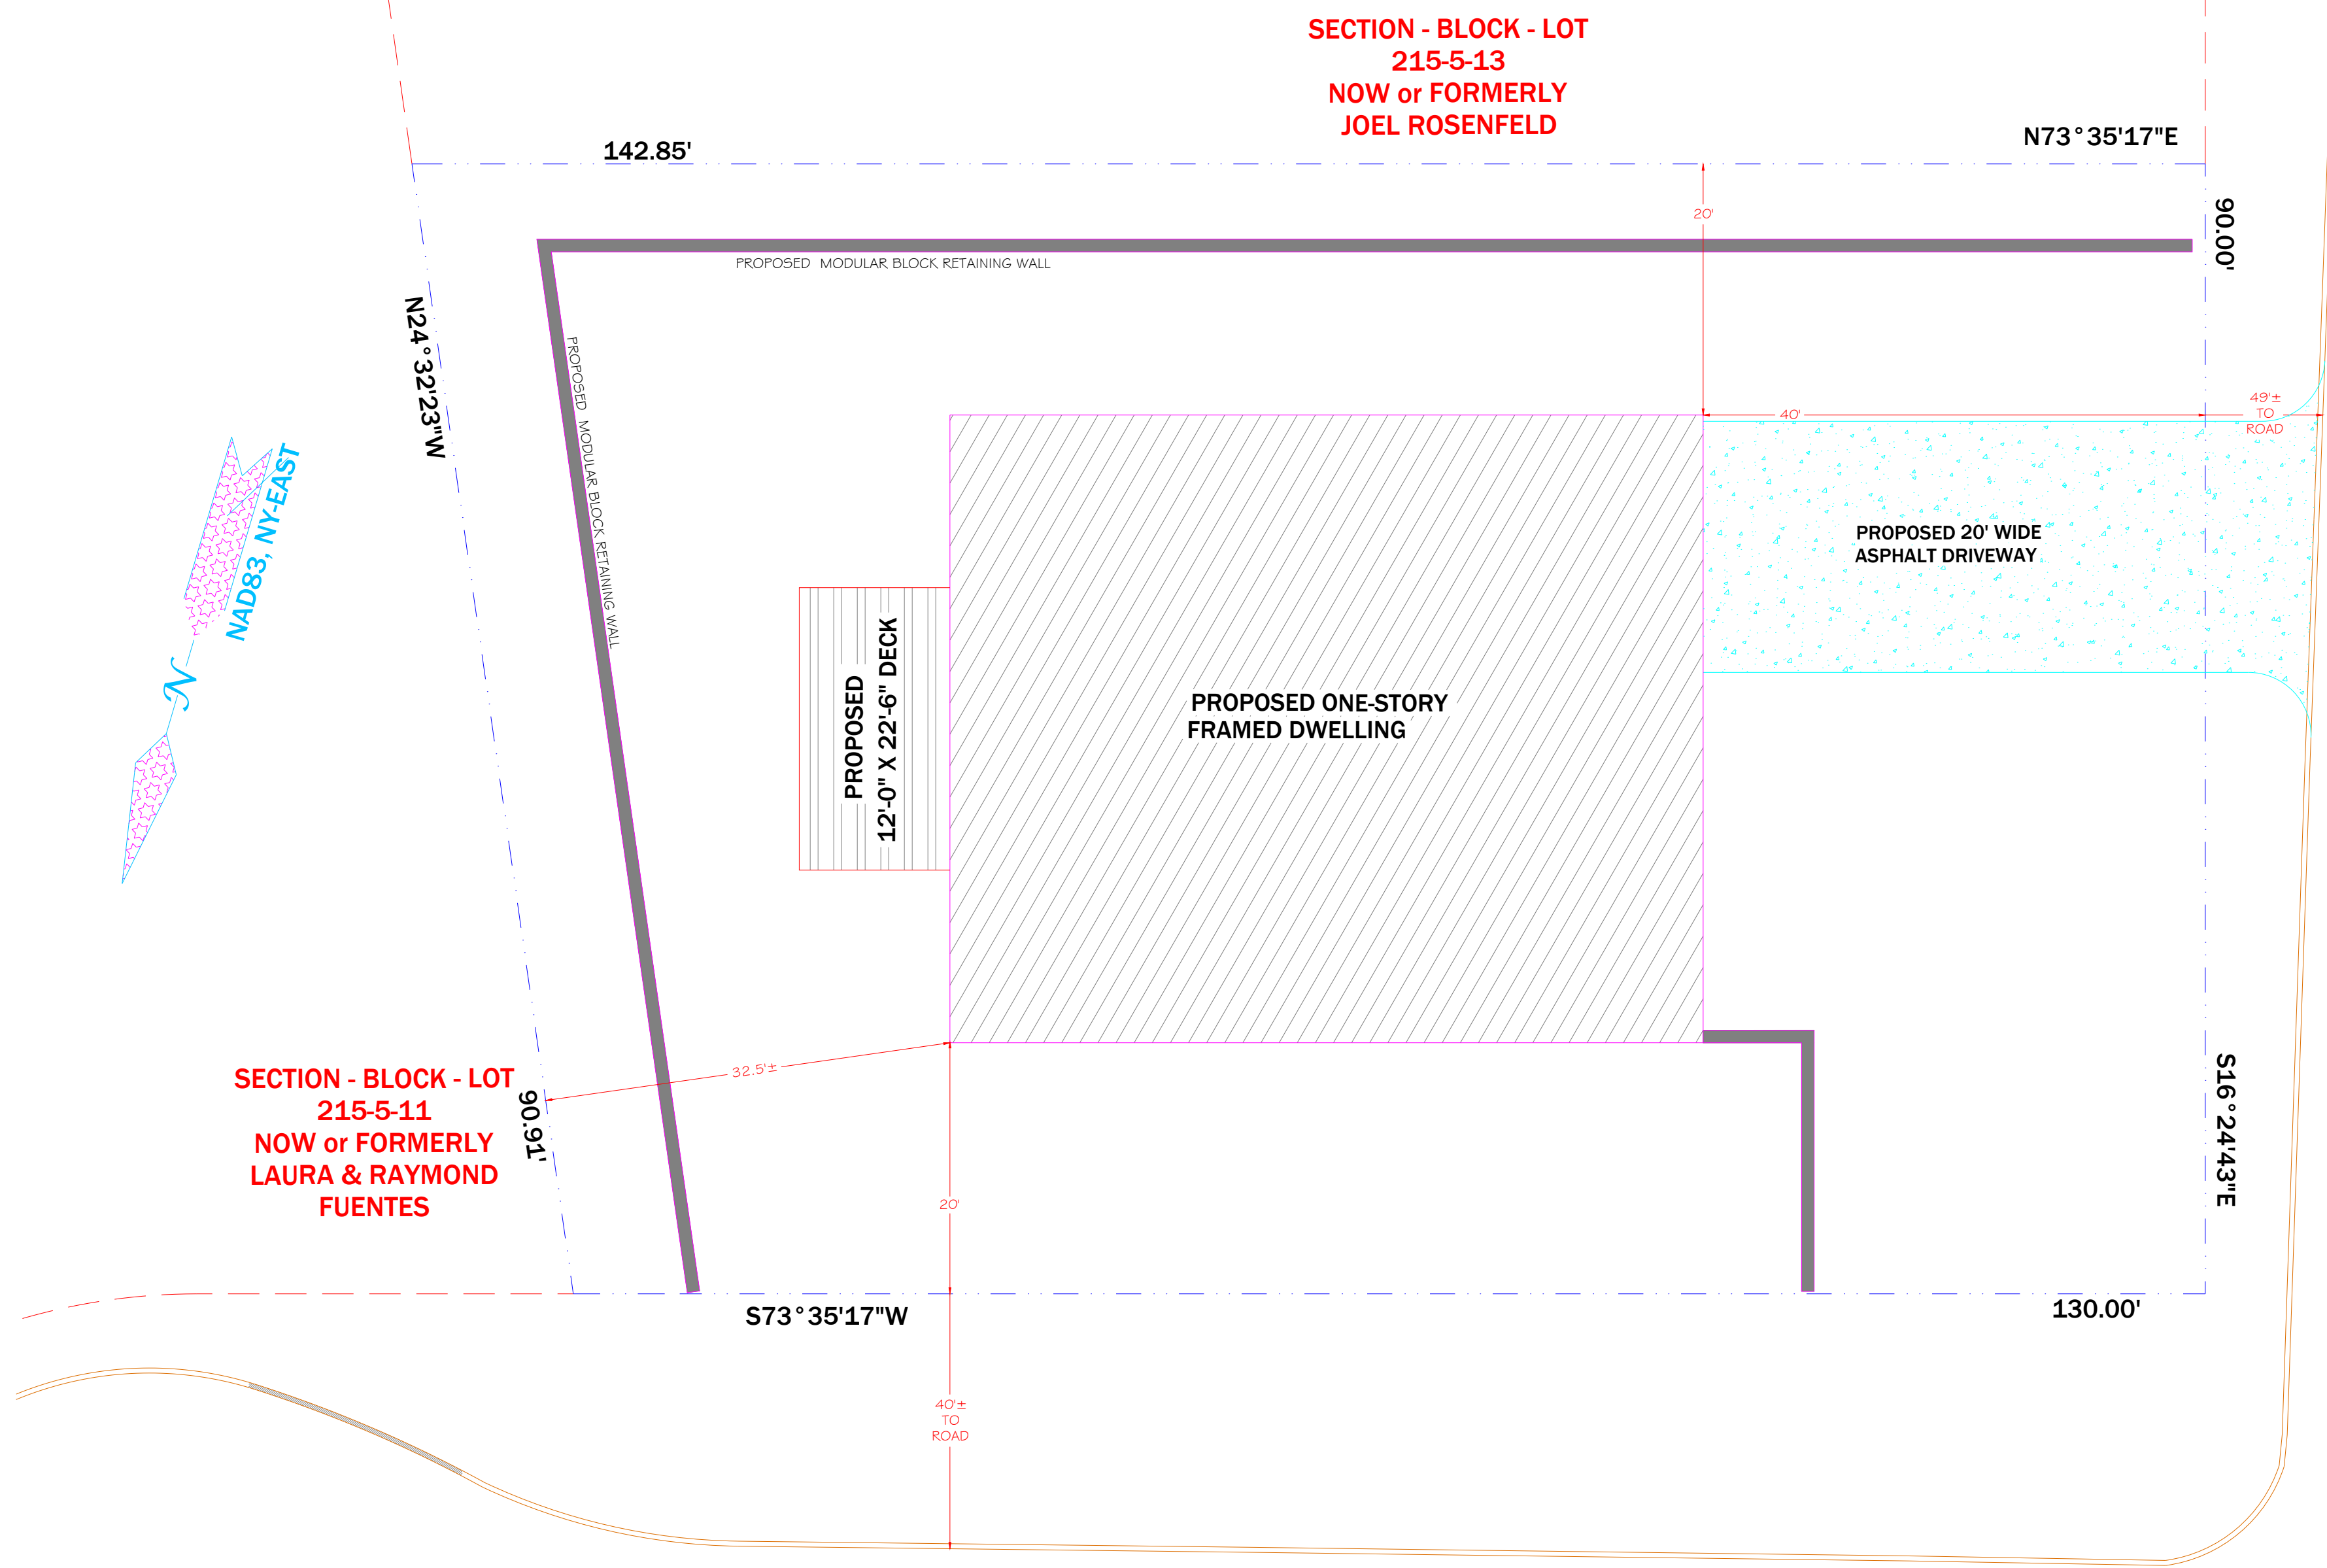 SECTION - BLOCK - LOT
215-5-13
NOW or FORMERLY
JOEL ROSENFELD
142.85'
N73°35'17"E
90.00'
20'
PROPOSED  MODULAR BLOCK RETAINING WALL
N24°32'23"W
PROPOSED  MODULAR BLOCK RETAINING WALL
40'
49'±
TO
ROAD
NAD83, NY-EAST
N
PROPOSED 20' WIDE
ASPHALT DRIVEWAY
PROPOSED
12'-0" X 22'-6" DECK
PROPOSED ONE-STORY
FRAMED DWELLING
32.5'±
SECTION - BLOCK - LOT
215-5-11
NOW or FORMERLY
LAURA & RAYMOND
FUENTES
90.91'
20'
S16°24'43"E
S73°35'17"W
130.00'
40'±
TO
ROAD